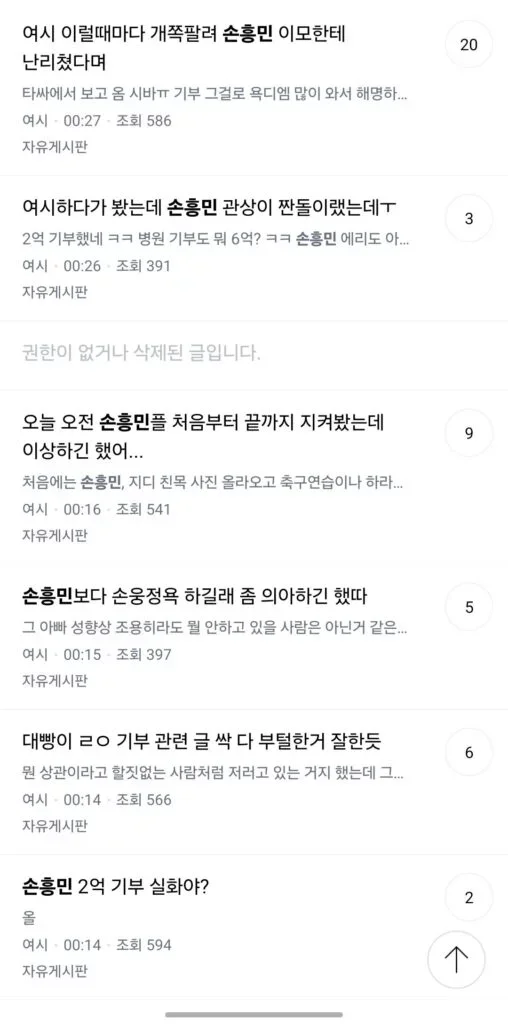 여시 이럴때마다 개쪽팔려 손흥민 이모한테
난리쳤다며
20
타싸에서 보고 옴 시바ㅠ 기부 그걸로 욕디엠 많이 와서 해명하...
여시 · 00:27 · 조회 586
자유게시판
여시하다가 봤는데 손흥민 관상이 짠돌이랬는데ㅜ
3
2억 기부했네 ㅋㅋ 병원 기부도 뭐 6억? ㅋㅋ 손흥민 에리도 아...
여시 · 00:26 · 조회 391
자유게시판
권한이 없거나 삭제된 글입니다.
오늘 오전 손흥민플 처음부터 끝까지 지켜봤는데
이상하긴 했어...
9
처음에는 손흥민, 지디 친목 사진 올라오고 축구연습이나 하라...
여시 · 00:16 · 조회 541
자유게시판
손흥민보다 손웅정욕 하길래 좀 의아하긴 했따
5
그 아빠 성향상 조용히라도 뭘 안하고 있을 사람은 아닌거 같은...
여시 · 00:15 · 조회 397
자유게시판
대빵이 ㄹㅇ 기부 관련 글 싹 다 부털한거 잘한듯
6
뭔 상관이라고 할짓없는 사람처럼 저러고 있는 거지 했는데 그...
여시 · 00:14 · 조회 566
자유게시판
손흥민 2억 기부 실화야?
2
올
여시 · 00:14 · 조회 594
자유게시판